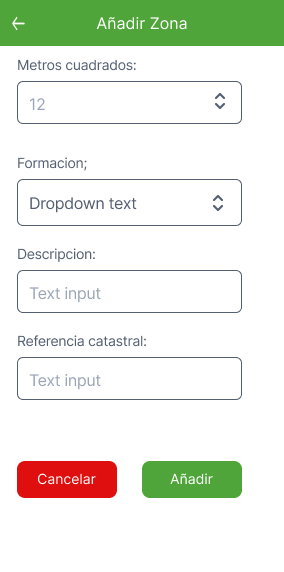 Añadir Zona
Metros cuadrados:
12
Formacion;
Dropdown text
Descripcion:
Text input
Referencia catastral:
Text input
Cancelar
Añadir